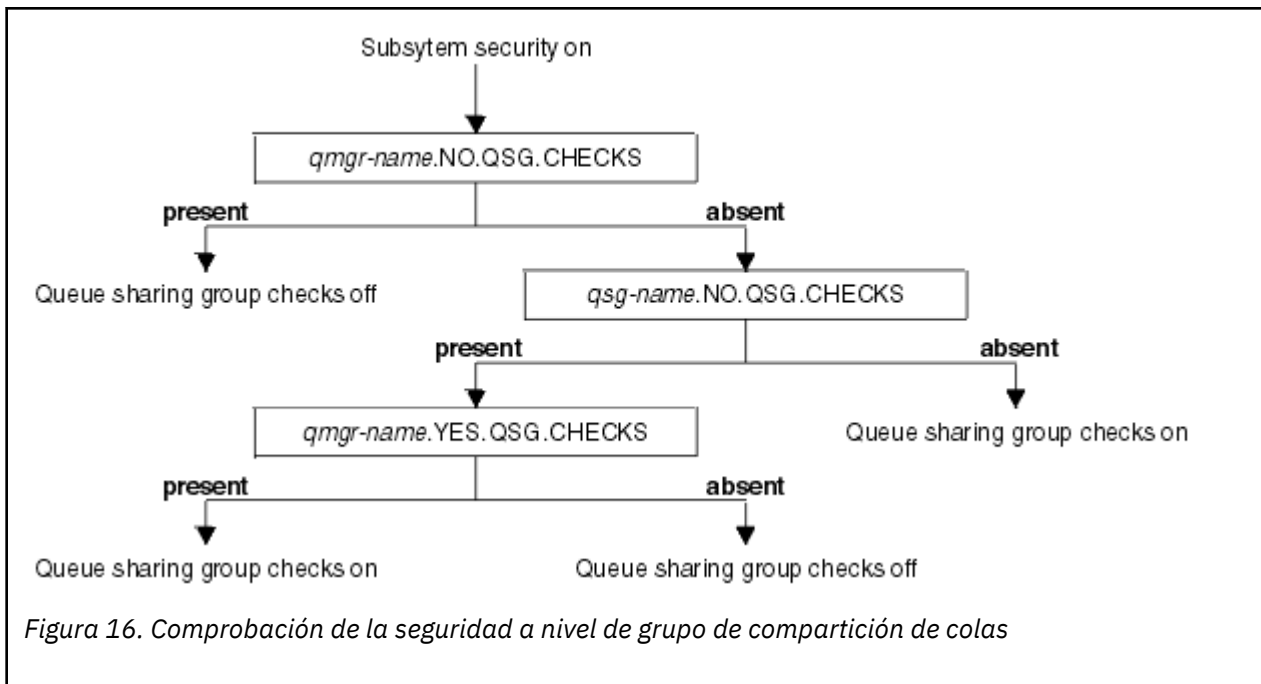 Subsytem security on
qmgr-name.NO.QSG.CHECKS
present absent
Queue sharing group checks off
qsg-name.NO.QSG.CHECKS
present absent
qmgr-name.YES.QSG.CHECKS
Queue sharing group checks on
present absent
Queue sharing group checks on Queue sharing group checks off
Figura 16. Comprobación de la seguridad a nivel de grupo de compartición de colas